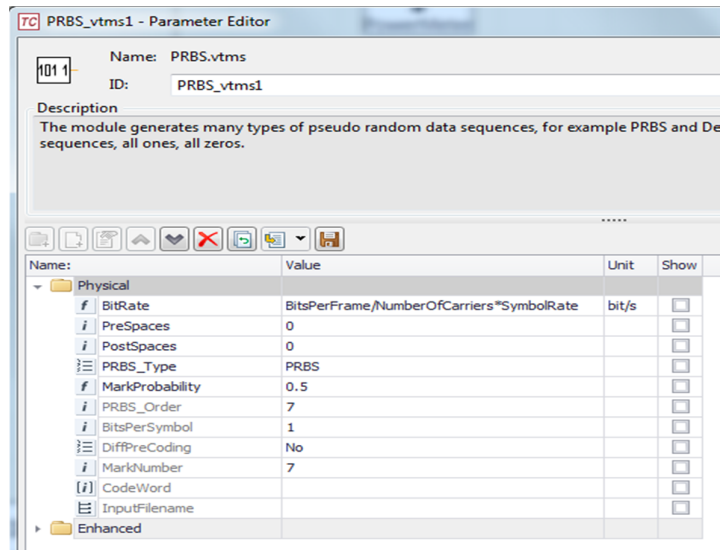 TC PRBS_vtms1 - Parameter Editor
101 1
Name: PRBS.vtms
ID: PRBS_vtms1
Description
The module generates many types of pseudo random data sequences, for example PRBS and De
sequences, all ones, all zeros.
Name: Value Unit Show
Physical
f BitRate BitsPerFrame/NumberOfCarriers*SymbolRate bit/s
i PreSpaces 0
i PostSpaces 0
PRBS_Type PRBS
f MarkProbability 0.5
i PRBS_Order 7
i BitsPerSymbol 1
DiffPreCoding No
i MarkNumber 7
[i] CodeWord
InputFilename
Enhanced